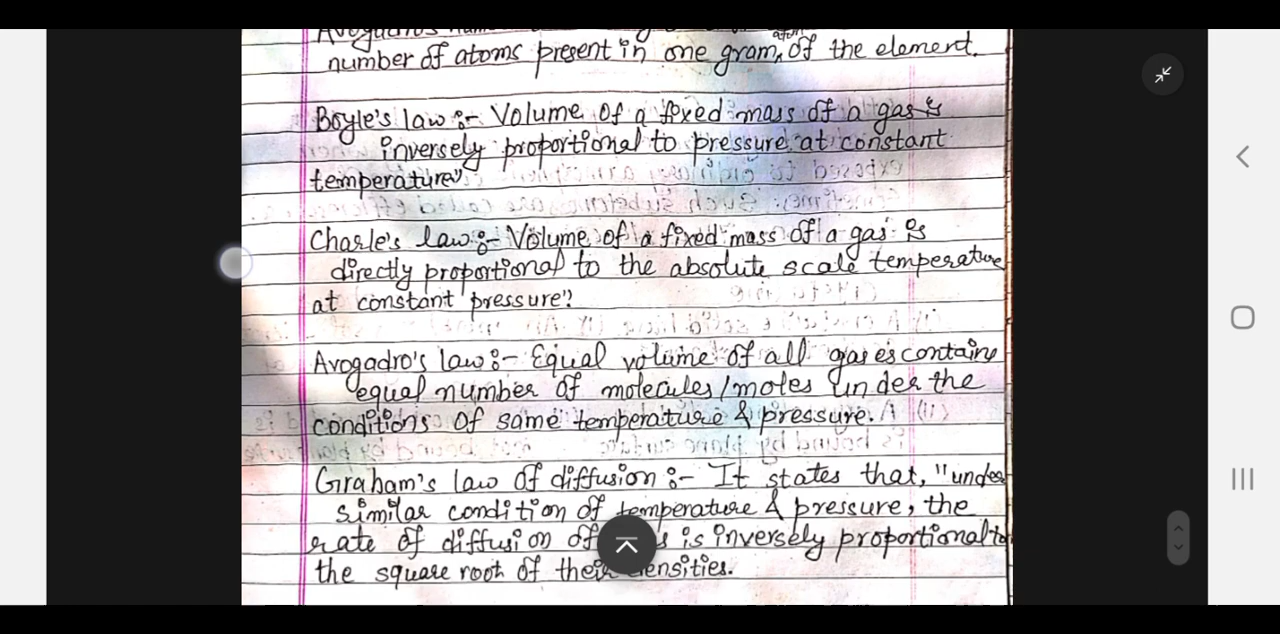 number of atoms present in one gram atom of the element.
Boyle's law :- Volume of a fixed mass of a gas is
inversely proportional to pressure at constant
temperature"
Charle's law :- Volume of a fixed mass of a gas is
directly proportional to the absolute scale temperature
at constant pressure"
Avogadro's law :- Equal volume of all gases contains
equal number of molecules/moles under the
conditions of same temperature & pressure.
Graham's law of diffusion :- It states that, "under
similar condition of temperature & pressure, the
rate of diffusion of is inversely proportional to
the square root of their densities.